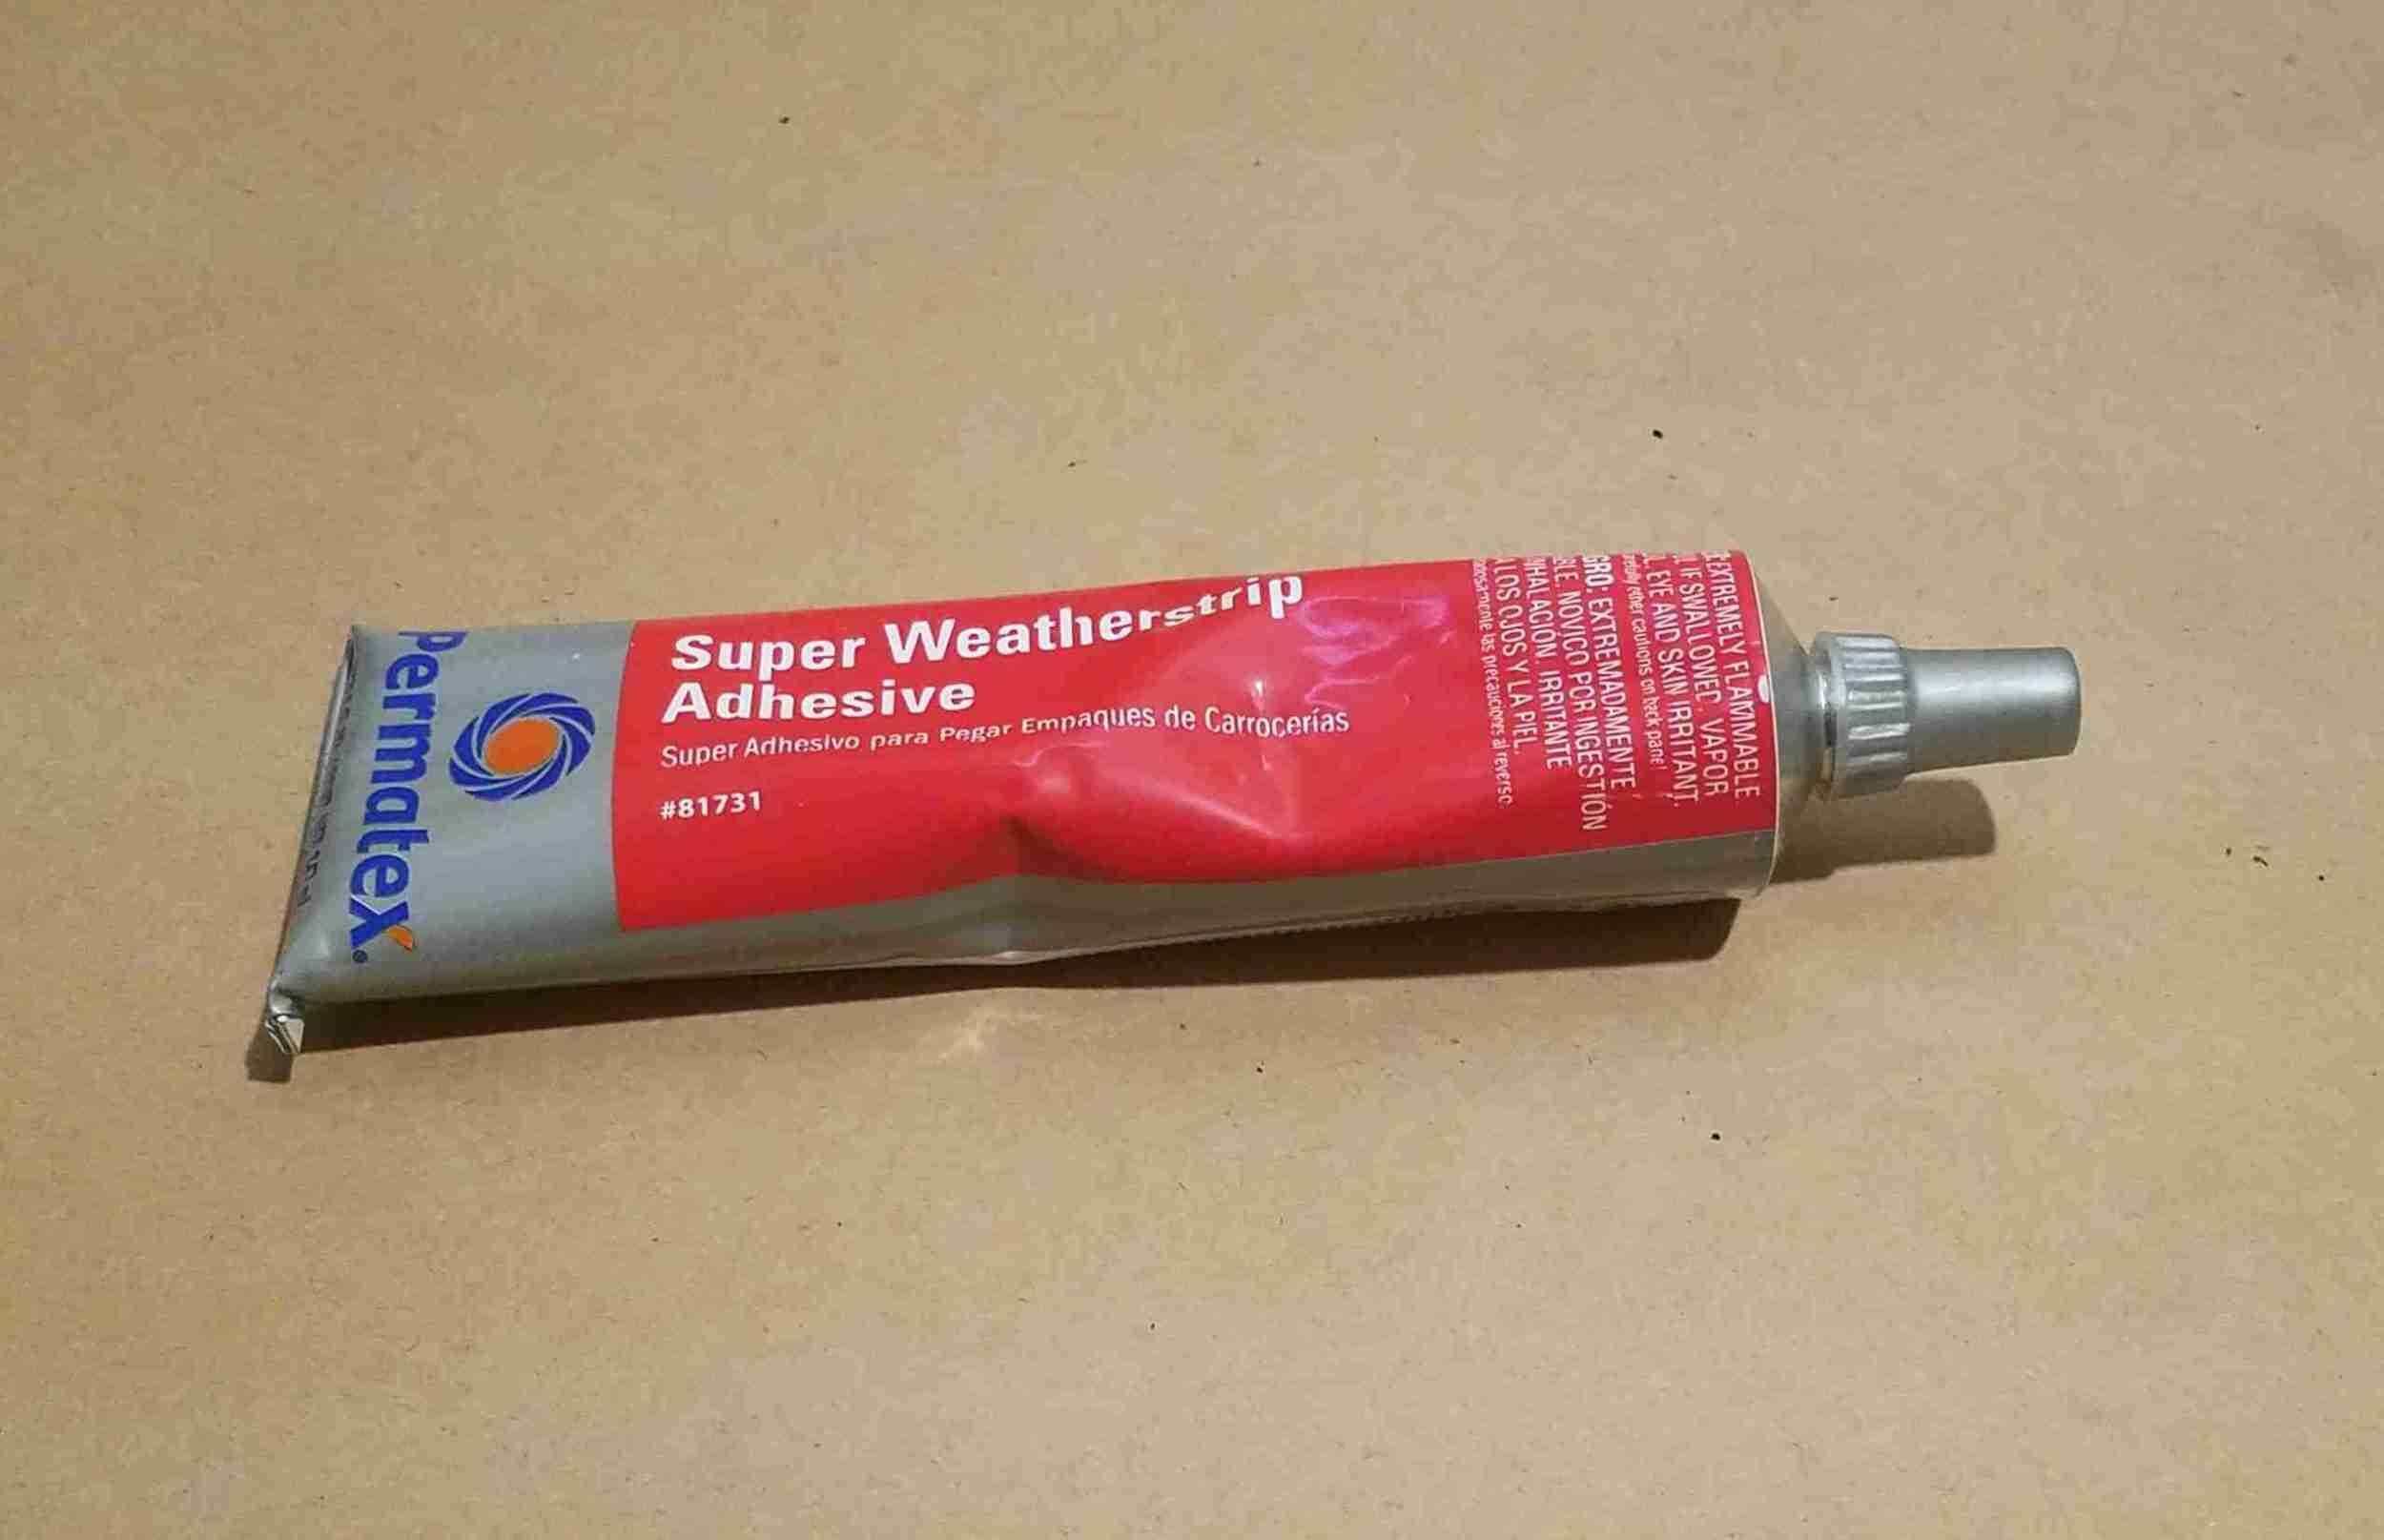 Permatex.
Super Weatherstrip
Adhesive
Super Adhesivo para Pegar Empaques de Carrocerías
#81731
EXTREMELY FLAMMABLE.
IF SWALLOWED. VAPOR
EYE AND SKIN IRRITANT.
other cautions on back panel
EXTREMADAMENTE
NOVICO POR INGESTIÓN
IRRITANTE
LOS OJOS Y LA PIEL.
las precauciones al reverso.